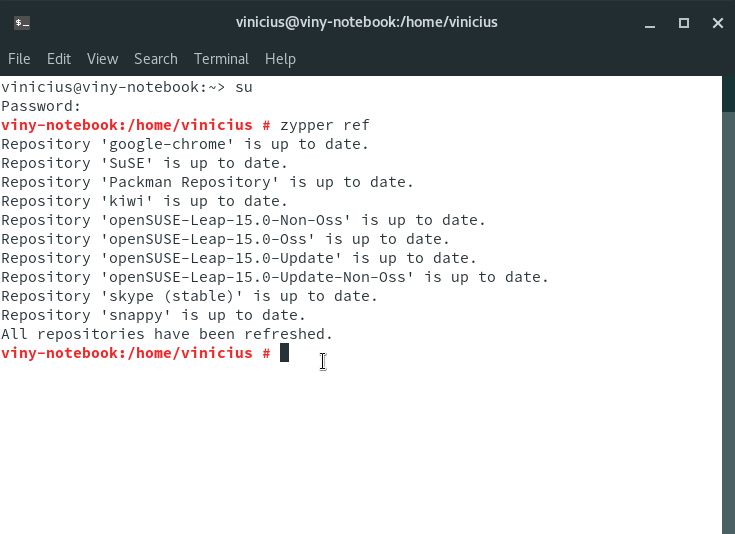 vinicius@viny-notebook:/home/vinicius
File Edit View Search Terminal Help
vinicius@viny-notebook:~> su
Password:
viny-notebook:/home/vinicius # zypper ref
Repository 'google-chrome' is up to date.
Repository 'SuSE' is up to date.
Repository 'Packman Repository' is up to date.
Repository 'kiwi' is up to date.
Repository 'openSUSE-Leap-15.0-Non-Oss' is up to date.
Repository 'openSUSE-Leap-15.0-Oss' is up to date.
Repository 'openSUSE-Leap-15.0-Update' is up to date.
Repository 'openSUSE-Leap-15.0-Update-Non-Oss' is up to date.
Repository 'skype (stable)' is up to date.
Repository 'snappy' is up to date.
All repositories have been refreshed.
viny-notebook:/home/vinicius #